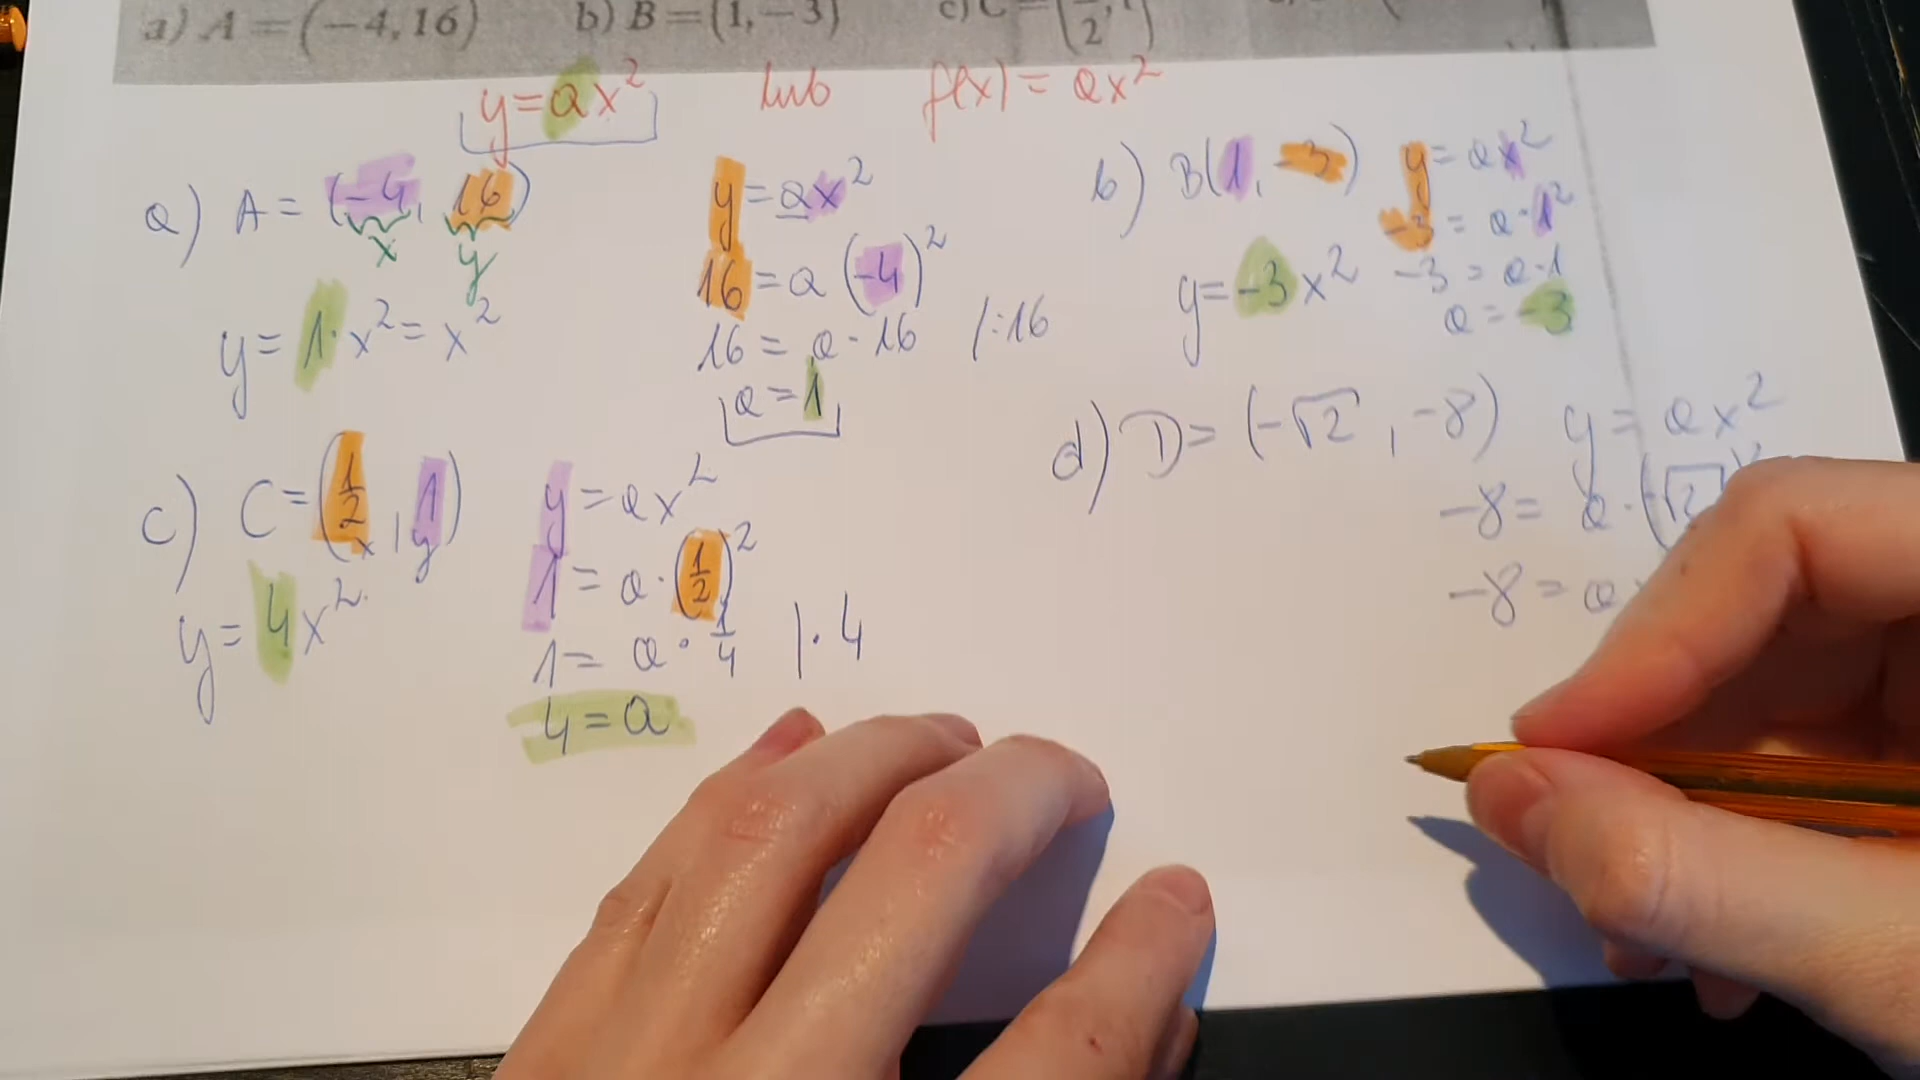 a) A = (−4, 16) b) B = (1, −3) c) C =
y = ax² lub f(x) = ax²
a) A = (−4, 16)
x y
y = 1 · x² = x²
y = ax²
16 = a (−4)²
16 = a · 16 /:16
a = 1
b) B(1, −3)
y = −3x²
y = ax²
−3 = a · 1²
−3 = a · 1
a = −3
c) C = (½, 1)
x y
y = 4x²
y = ax²
1 = a · (½)²
1 = a · ¼ | · 4
4 = a
d) D = (−√2, −8)
y = ax²
−8 = a · (−√2
−8 = a